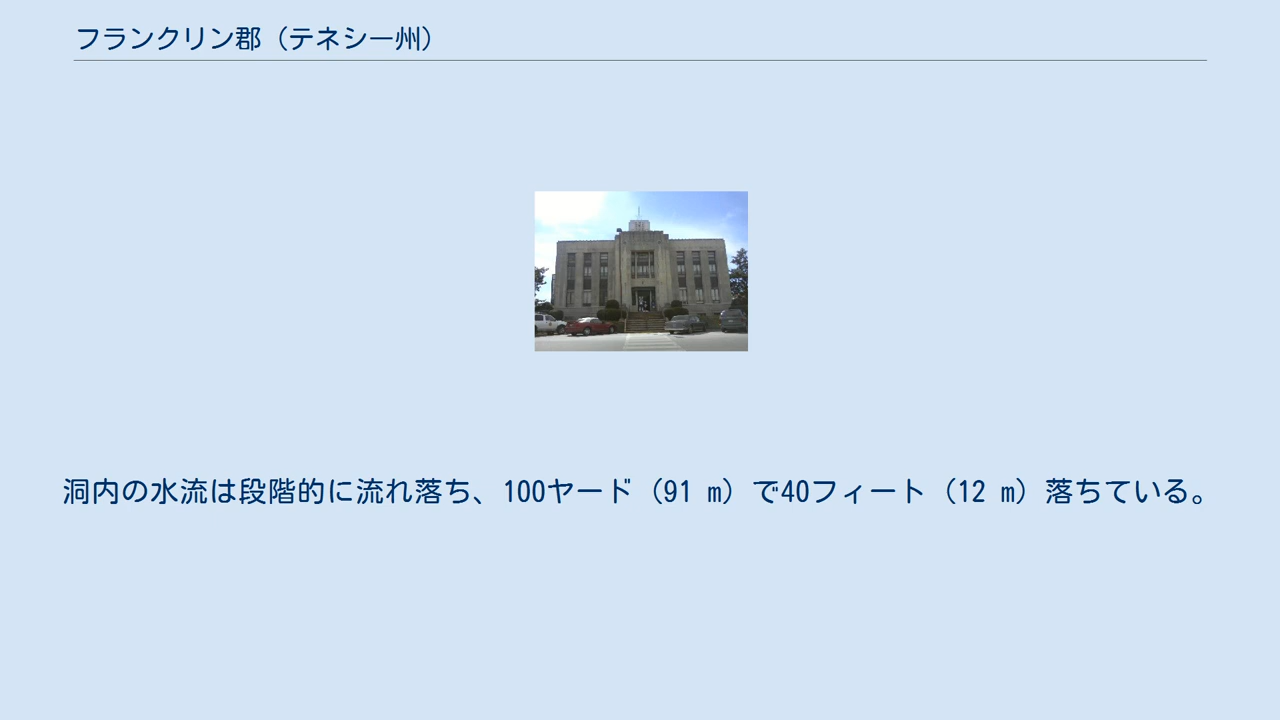 フランクリン郡（テネシー州）
洞内の水流は段階的に流れ落ち、100ヤード（91 m）で40フィート（12 m）落ちている。